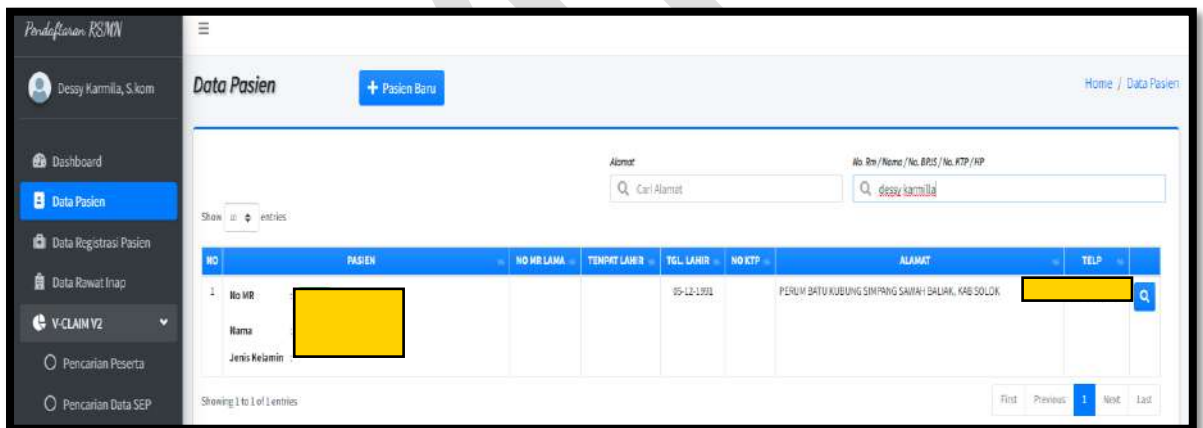 Pendaftaran RSMN
Dessy Karmila, S.kom
Data Pasien
+ Pasien Baru
Home / Data Pasien
Dashboard
Data Pasien
Data Registrasi Pasien
Data Rawat Inap
V-CLAIM V2
Pencarian Peserta
Pencarian Data SEP
Alamat
No. Rm / Nama / No. BPJS / No. KTP / HP
Cari Alamat
dessy karmilla
Show entries
NO PASIEN NO MR LAMA TEMPAT LAHIR TGL. LAHIR NO KTP ALAMAT TELP
1 No MR : 05-12-1991 PERUM BATU KUBUNG SIMPANG SAWAH BALIAK, KAB SOLOK
Nama :
Jenis Kelamin :
Showing 1 to 1 of 1 entries
First Previous 1 Next Last